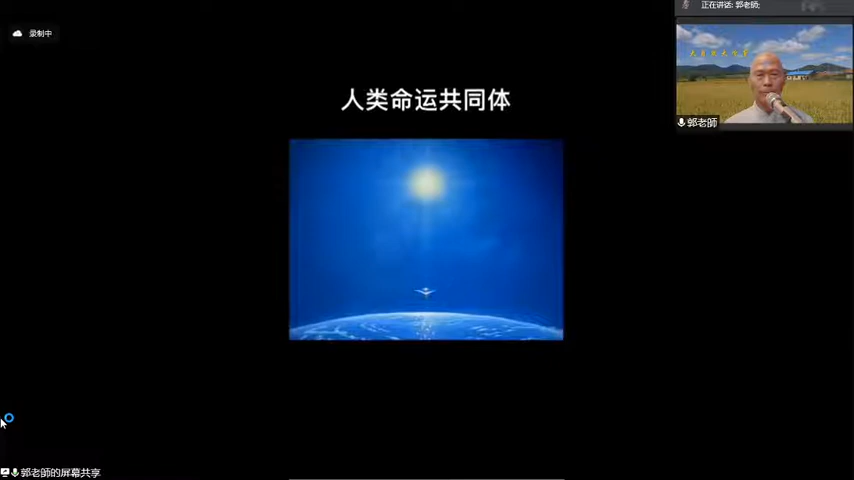 正在讲话: 郭老師;
录制中
人类命运共同体
郭老師
郭老師的屏幕共享